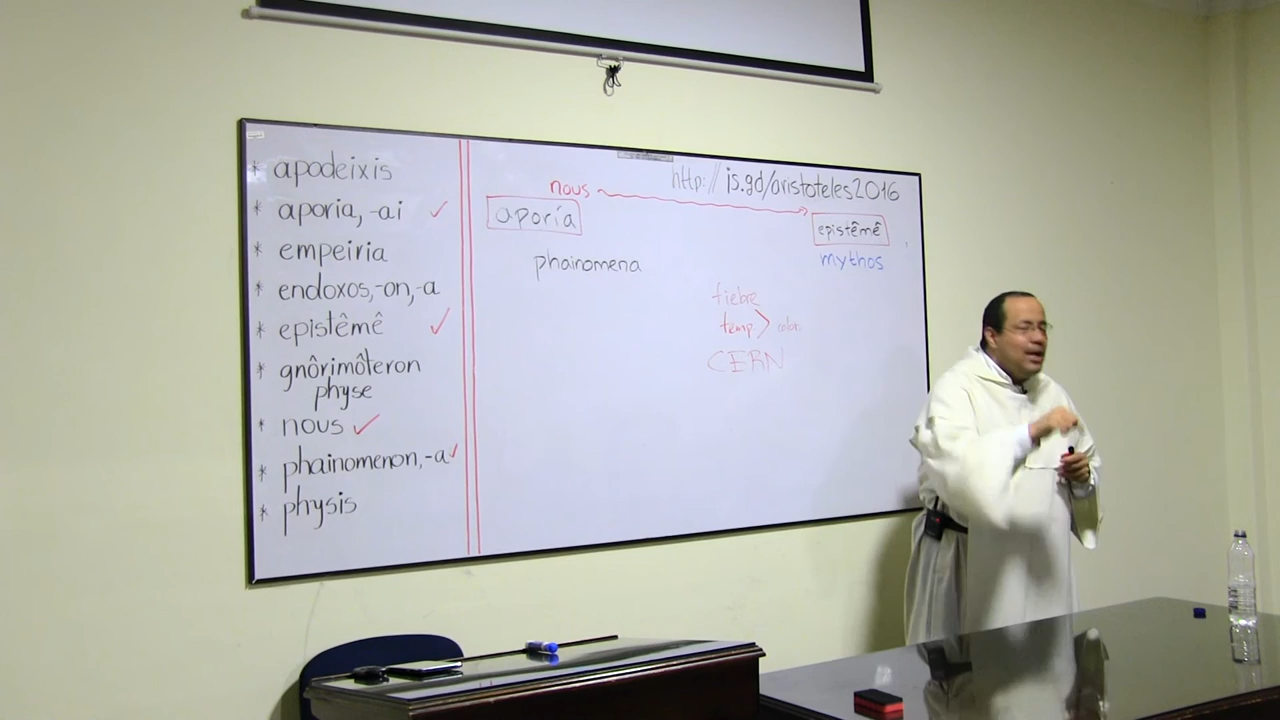 * apodeixis
* aporia, -ai ✓
* empeiria
* endoxos,-on,-a
* epistêmê ✓
* gnôrimôteron
physe
* nous ✓
* phainomenon,-a ✓
* physis
http://is.gd/aristoteles2016
nous
aporía
epistêmê
phainomena
mythos
fiebre
temp
CERN